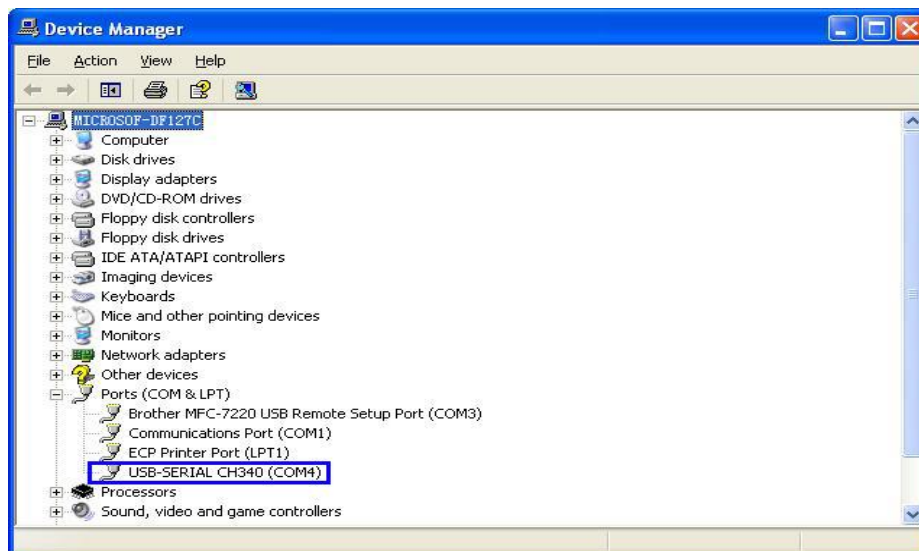 Device Manager
File Action View Help
MICROSOF-DF127C
Computer
Disk drives
Display adapters
DVD/CD-ROM drives
Floppy disk controllers
Floppy disk drives
IDE ATA/ATAPI controllers
Imaging devices
Keyboards
Mice and other pointing devices
Monitors
Network adapters
Other devices
Ports (COM & LPT)
Brother MFC-7220 USB Remote Setup Port (COM3)
Communications Port (COM1)
ECP Printer Port (LPT1)
USB-SERIAL CH340 (COM4)
Processors
Sound, video and game controllers